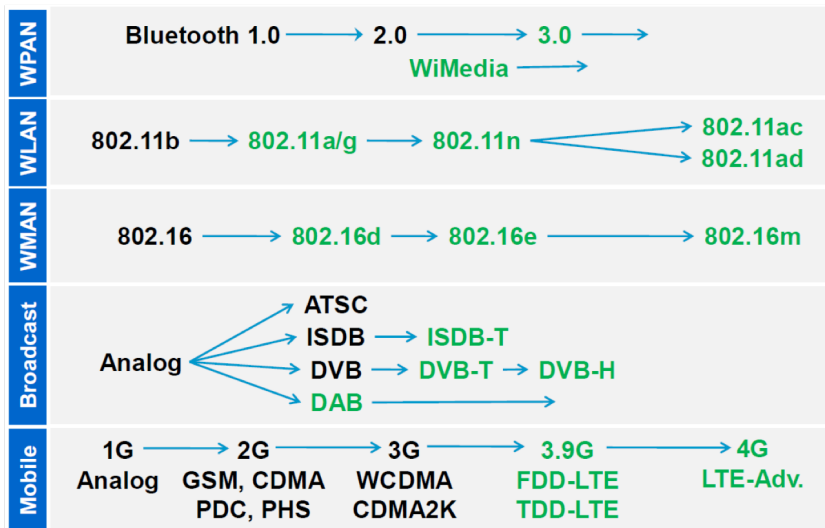 WPAN
Bluetooth 1.0 2.0 3.0
WiMedia
WLAN
802.11b 802.11a/g 802.11n
802.11ac
802.11ad
WMAN
802.16 802.16d 802.16e 802.16m
Broadcast
Analog
ATSC
ISDB ISDB-T
DVB DVB-T DVB-H
DAB
Mobile
1G 2G 3G 3.9G 4G
Analog GSM, CDMA WCDMA FDD-LTE LTE-Adv.
PDC, PHS CDMA2K TDD-LTE